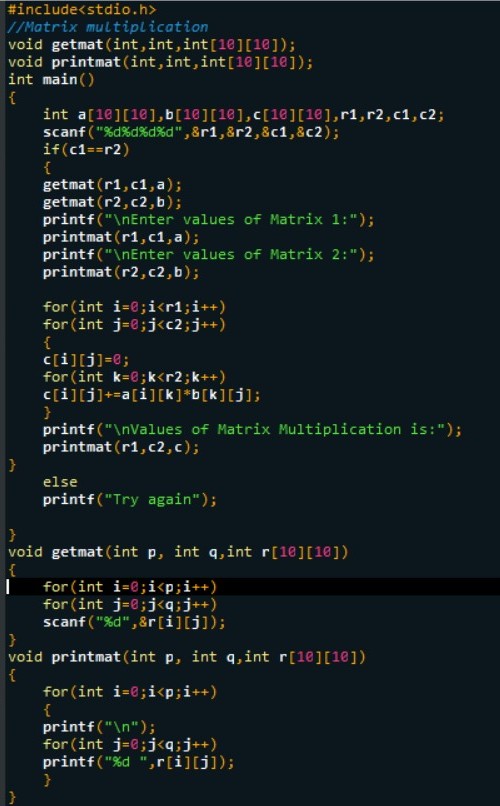 #include<stdio.h>
//Matrix multiplication
void getmat(int,int,int[10][10]);
void printmat(int,int,int[10][10]);
int main()
{
    int a[10][10],b[10][10],c[10][10],r1,r2,c1,c2;
    scanf("%d%d%d%d",&r1,&r2,&c1,&c2);
    if(c1==r2)
    {
    getmat(r1,c1,a);
    getmat(r2,c2,b);
    printf("\nEnter values of Matrix 1:");
    printmat(r1,c1,a);
    printf("\nEnter values of Matrix 2:");
    printmat(r2,c2,b);

    for(int i=0;i<r1;i++)
    for(int j=0;j<c2;j++)
    {
    c[i][j]=0;
    for(int k=0;k<r2;k++)
    c[i][j]+=a[i][k]*b[k][j];
    }
    printf("\nValues of Matrix Multiplication is:");
    printmat(r1,c2,c);
}
    else
    printf("Try again");

}
void getmat(int p, int q,int r[10][10])
{
    for(int i=0;i<p;i++)
    for(int j=0;j<q;j++)
    scanf("%d",&r[i][j]);
}
void printmat(int p, int q,int r[10][10])
{
    for(int i=0;i<p;i++)
    {
    printf("\n");
    for(int j=0;j<q;j++)
    printf("%d ",r[i][j]);
    }
}